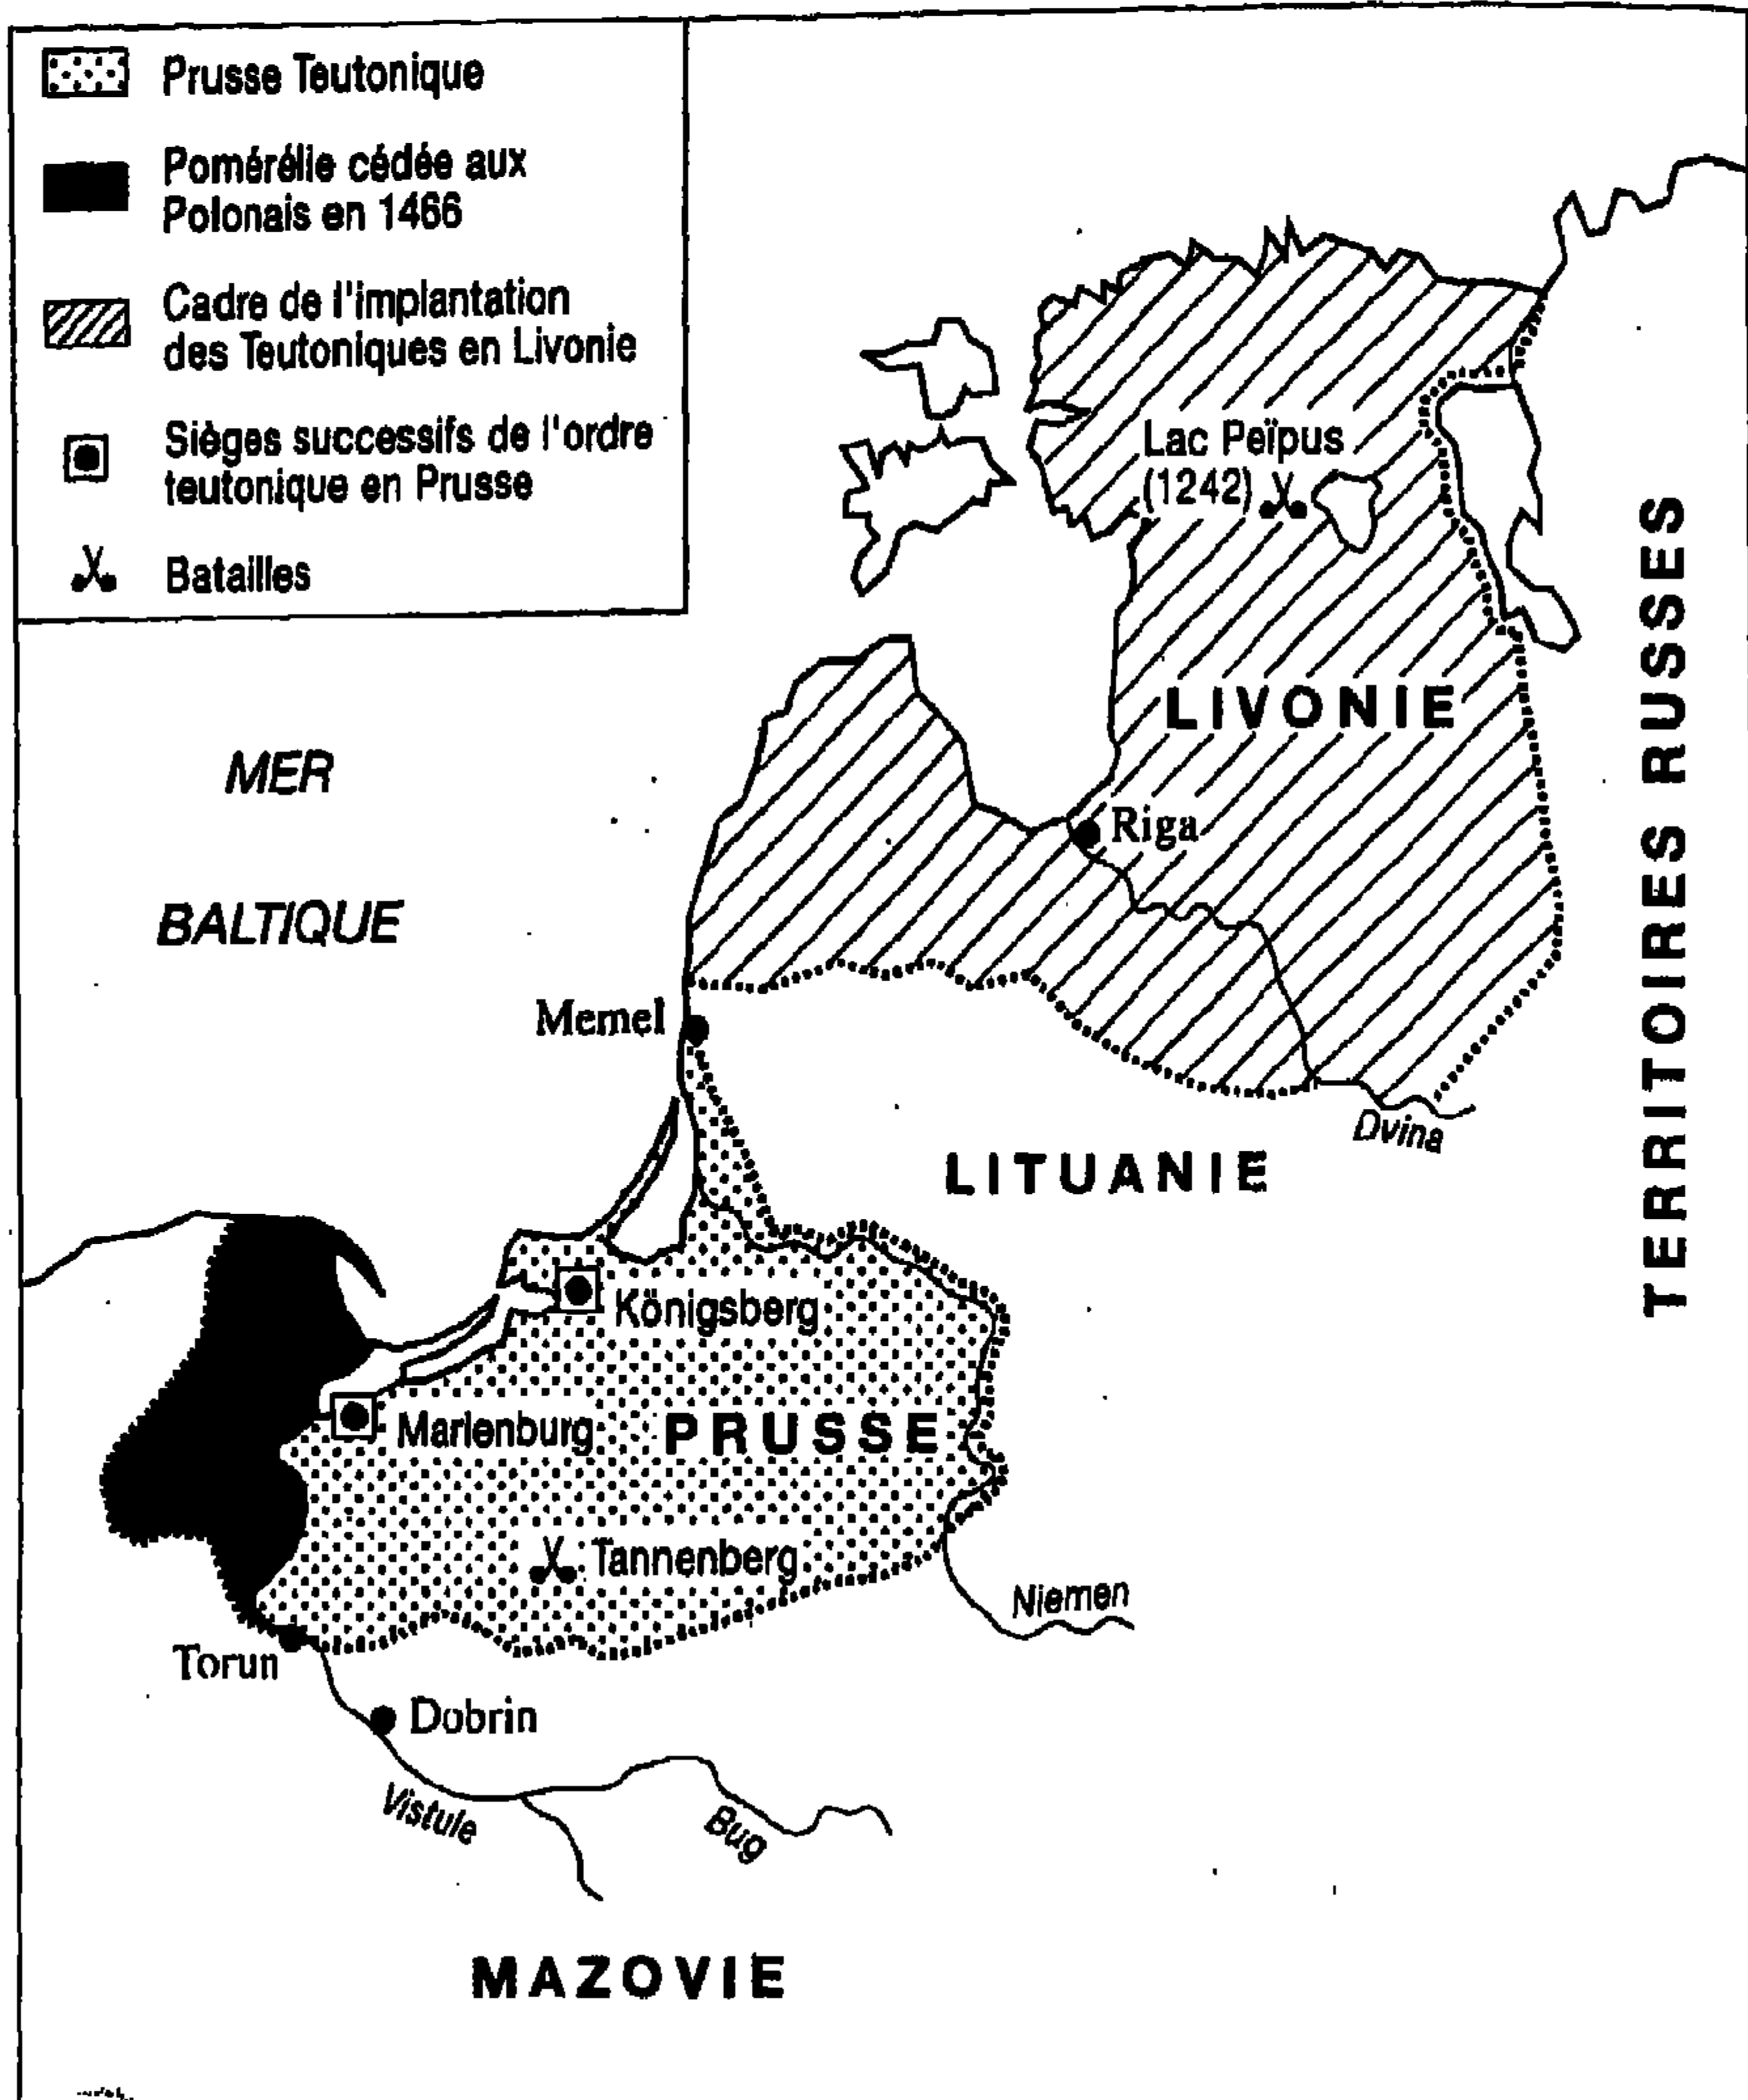 Prusse Teutonique
Pomérélie cédée aux
Polonais en 1466
Cadre de l'implantation
des Teutoniques en Livonie
Sièges successifs de l'ordre
teutonique en Prusse
Batailles
Lac Peïpus
(1242)
TERRITOIRES RUSSES
LIVONIE
MER
Riga
BALTIQUE
Memel
Dvina
LITUANIE
Königsberg
Marienburg
PRUSSE
Tannenberg
Niemen
Torun
Dobrin
Vistule
Bug
MAZOVIE